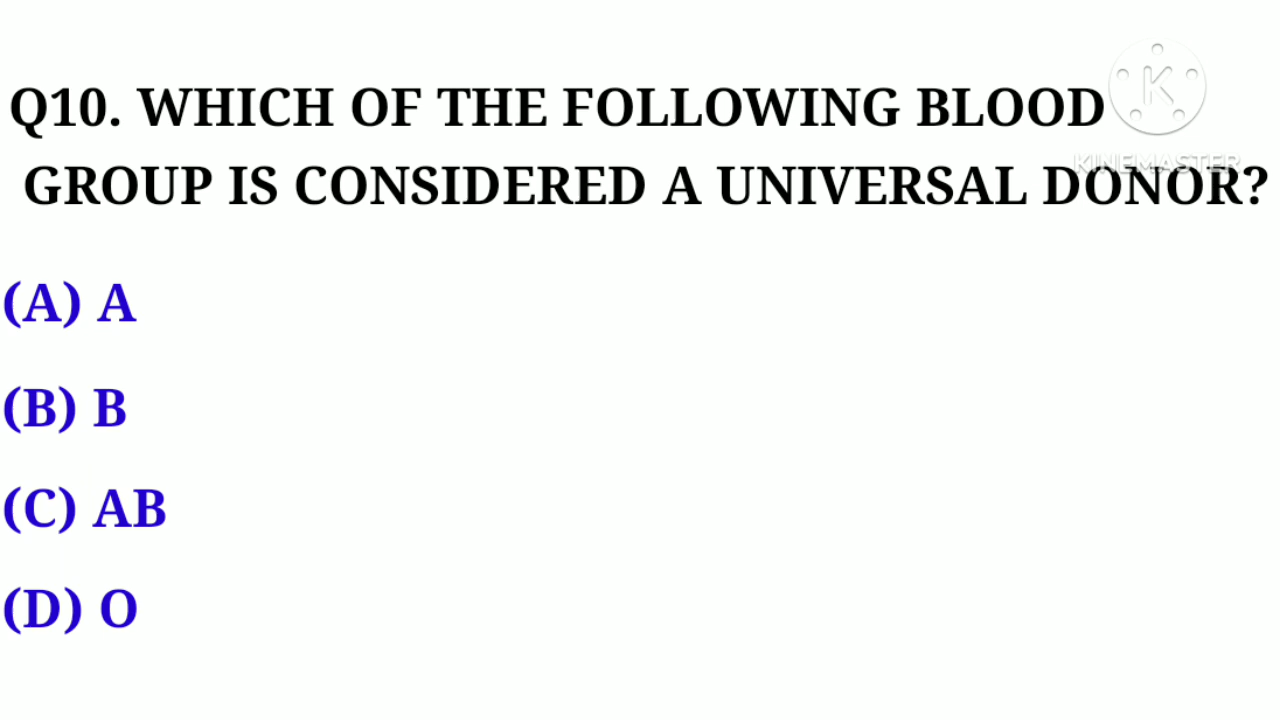 Q10. WHICH OF THE FOLLOWING BLOOD
GROUP IS CONSIDERED A UNIVERSAL DONOR?
KINEMASTER
(A) A
(B) B
(C) AB
(D) O